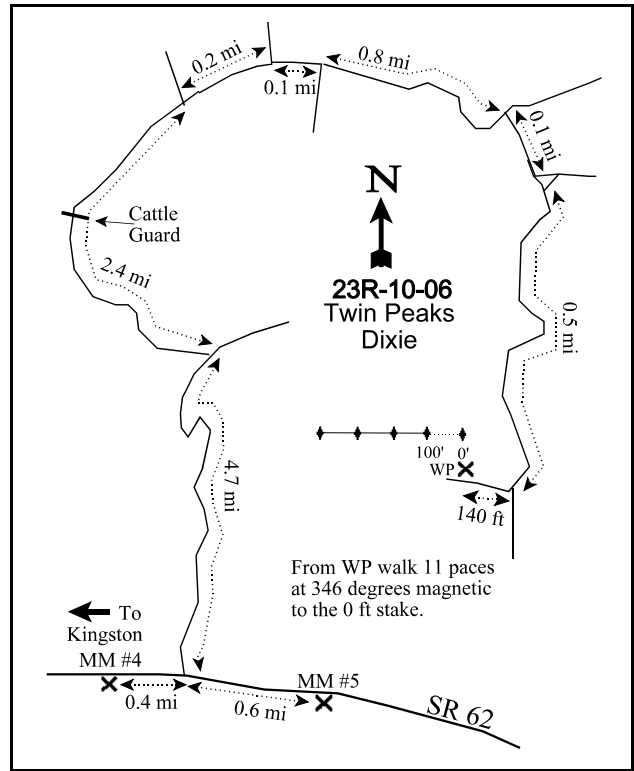 0.2 mi
0.1 mi
0.8 mi
0.1 mi
N
Cattle
Guard
2.4 mi
23R-10-06
Twin Peaks
Dixie
0.5 mi
100' 0'
WP
140 ft
4.7 mi
From WP walk 11 paces
at 346 degrees magnetic
to the 0 ft stake.
To
Kingston
MM #4
MM #5
0.4 mi
0.6 mi
SR 62